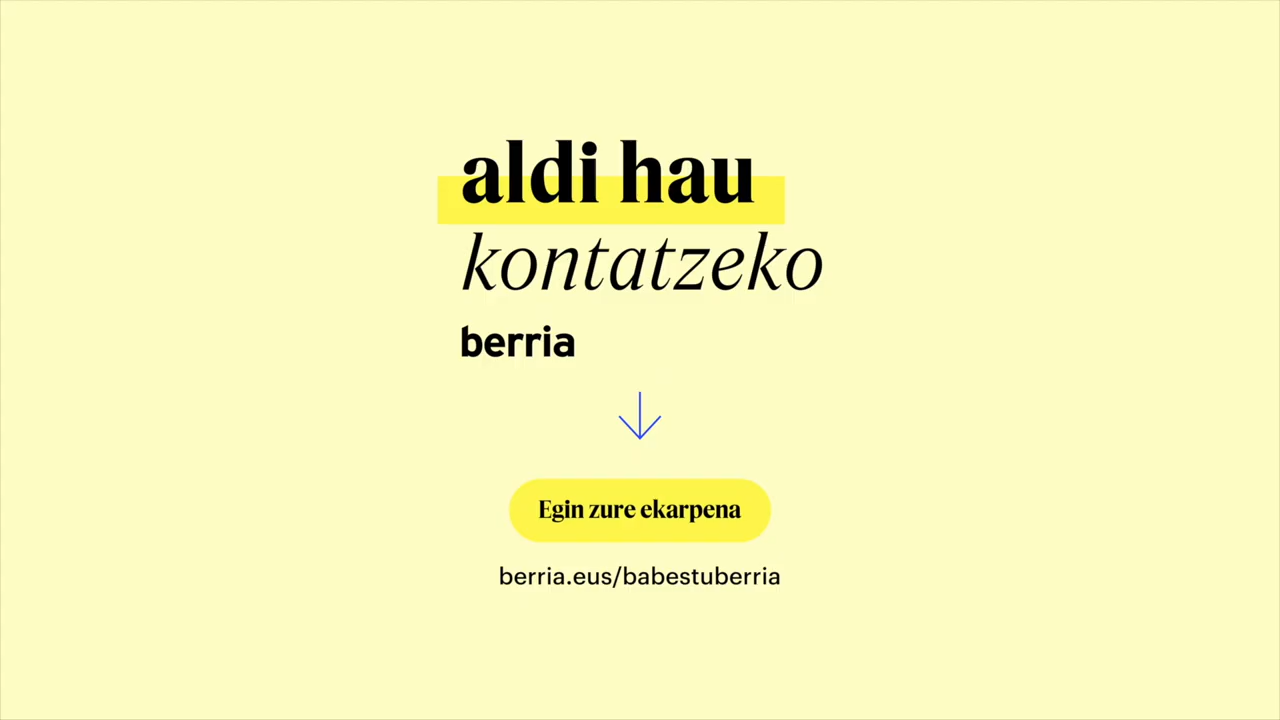 aldi hau
kontatzeko
berria
Egin zure ekarpena
berria.eus/babestuberria